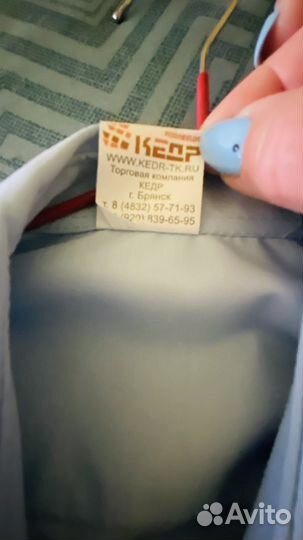 КЕДР
WWW.KEDR-TK.RU
Торговая компания
КЕДР
г. Брянск
т. 8 (4832) 57-71-93
(920) 839-65-95
Avito